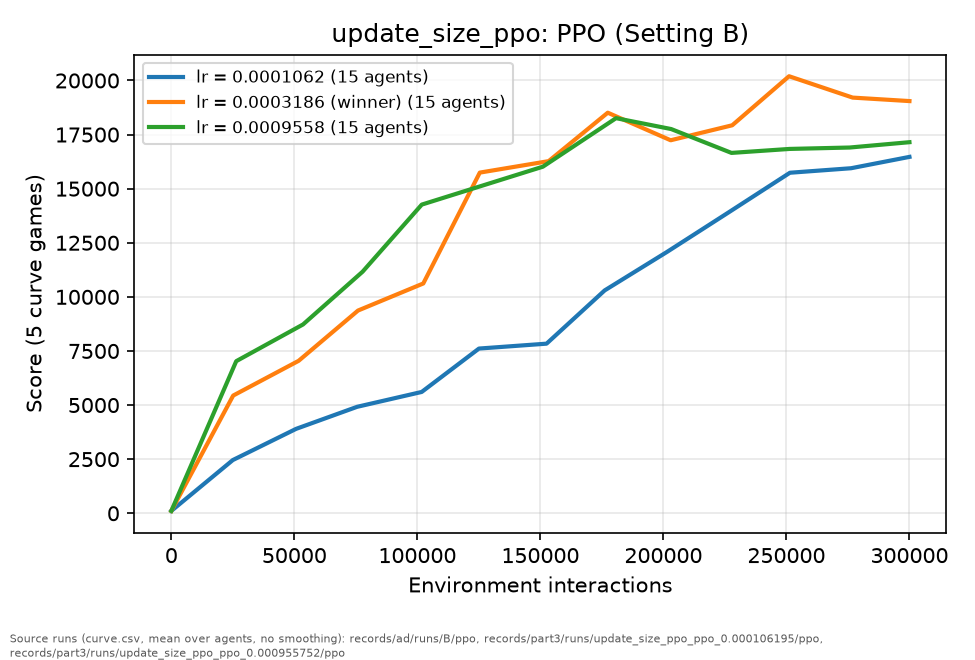 update_size_ppo: PPO (Setting B)
lr = 0.0001062 (15 agents)
lr = 0.0003186 (winner) (15 agents)
lr = 0.0009558 (15 agents)
Score (5 curve games)
20000
17500
15000
12500
10000
7500
5000
2500
0
0
50000
100000
150000
200000
250000
300000
Environment interactions
Source runs (curve.csv, mean over agents, no smoothing): records/ad/runs/B/ppo, records/part3/runs/update_size_ppo_ppo_0.000106195/ppo,
records/part3/runs/update_size_ppo_ppo_0.000955752/ppo